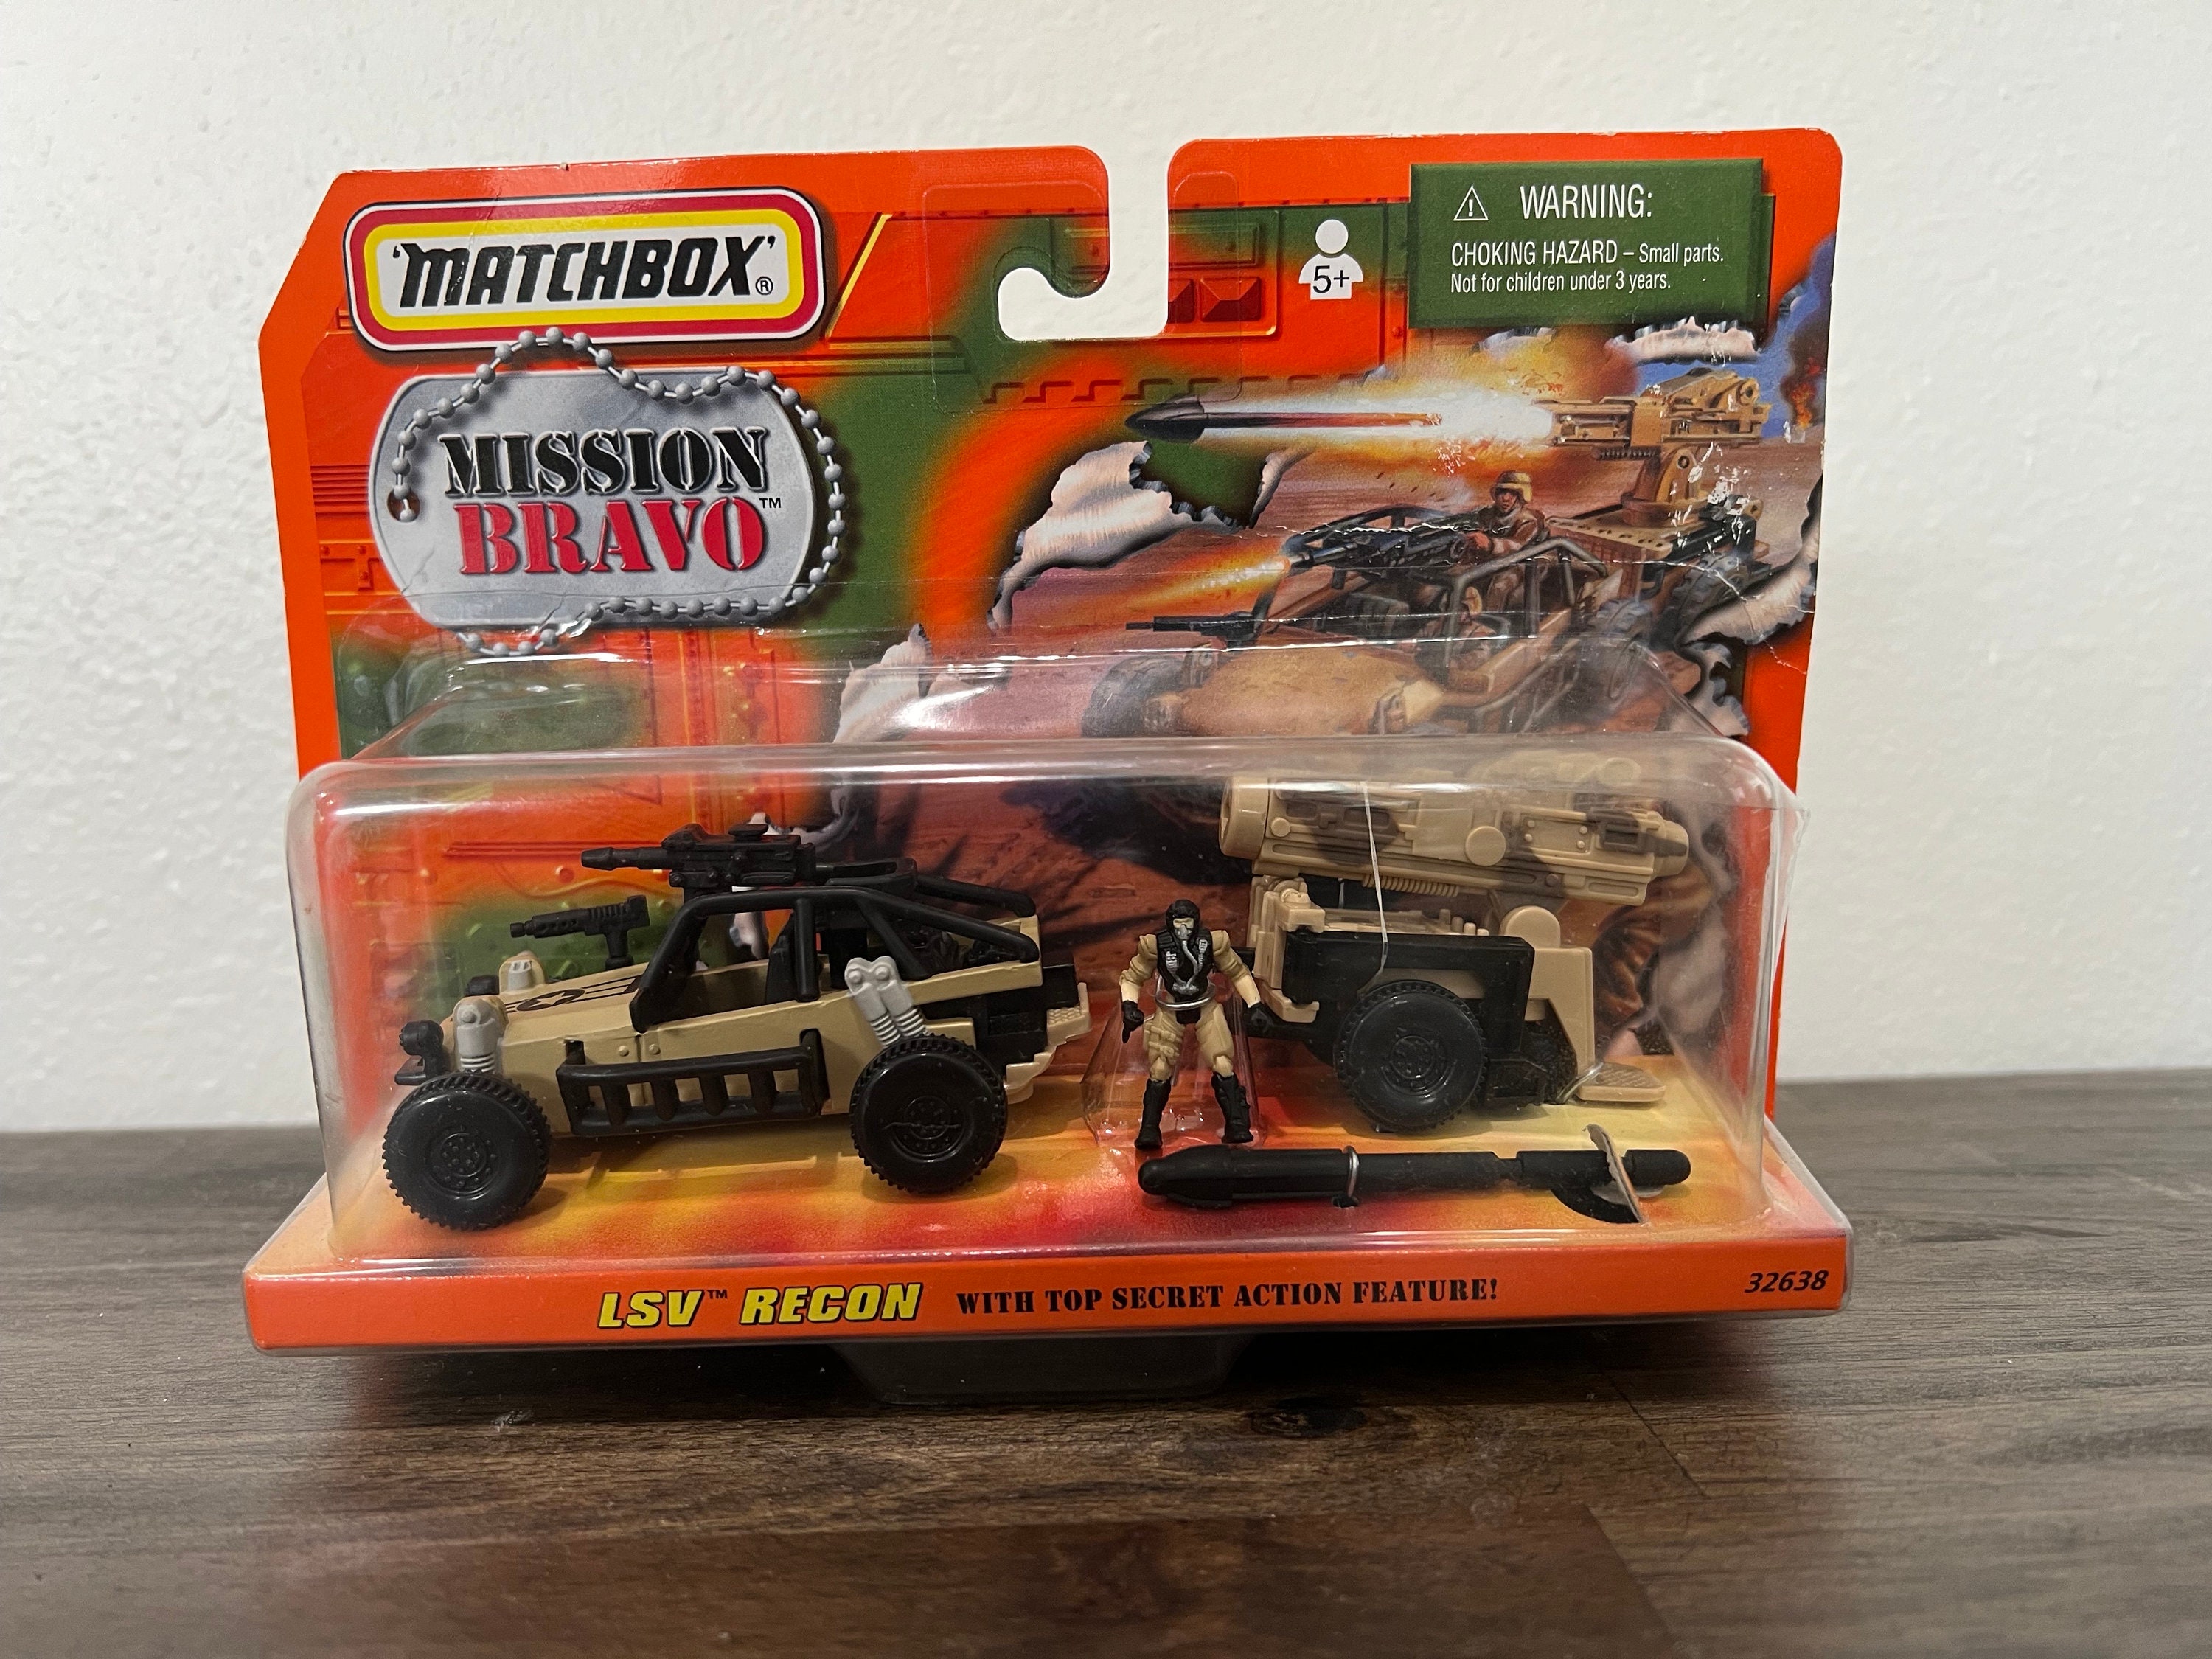 'MATCHBOX'®
MISSION
BRAVO™
5+
⚠ WARNING:
CHOKING HAZARD – Small parts.
Not for children under 3 years.
LSV™ RECON WITH TOP SECRET ACTION FEATURE!
32638